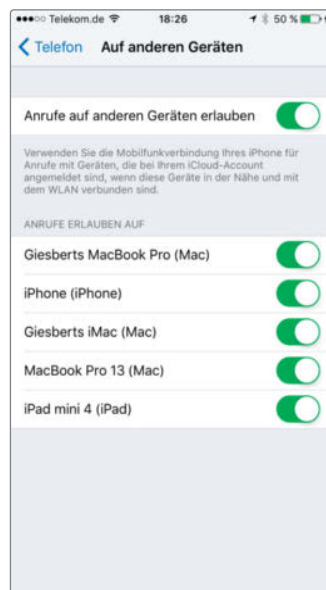 Telekom.de 18:26 50 %
Telefon Auf anderen Geräten
Anrufe auf anderen Geräten erlauben
Verwenden Sie die Mobilfunkverbindung Ihres iPhone für
Anrufe mit Geräten, die bei Ihrem iCloud-Account
angemeldet sind, wenn diese Geräte in der Nähe und mit
dem WLAN verbunden sind.
ANRUFE ERLAUBEN AUF
Giesberts MacBook Pro (Mac)
iPhone (iPhone)
Giesberts iMac (Mac)
MacBook Pro 13 (Mac)
iPad mini 4 (iPad)